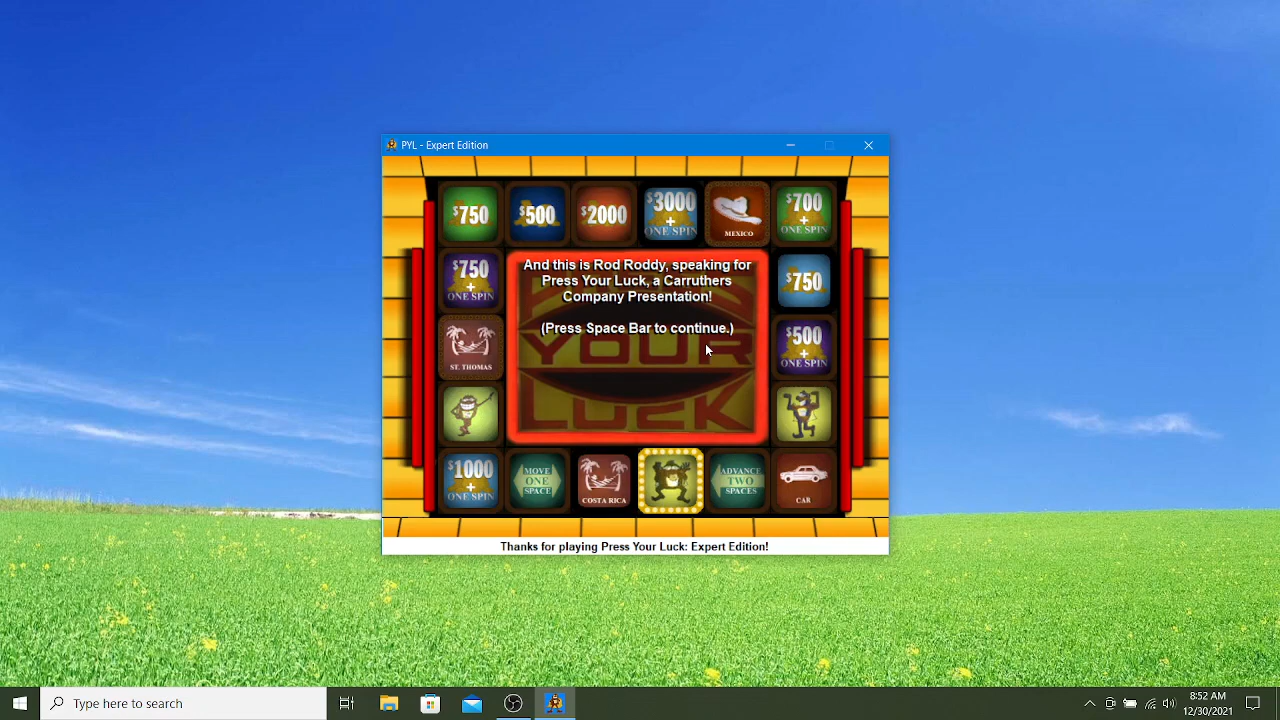 PYL - Expert Edition
$750
$500
$2000
$3000
+
ONE SPIN
MEXICO
$700
+
ONE SPIN
$750
+
ONE SPIN
And this is Rod Roddy, speaking for
Press Your Luck, a Carruthers
Company Presentation!
(Press Space Bar to continue.)
YOUR
LUCK
$750
ST. THOMAS
$500
+
ONE SPIN
$1000
+
ONE SPIN
MOVE
ONE
SPACE
COSTA RICA
ADVANCE
TWO
SPACES
CAR
Thanks for playing Press Your Luck: Expert Edition!
Type here to search
8:52 AM
12/30/2021